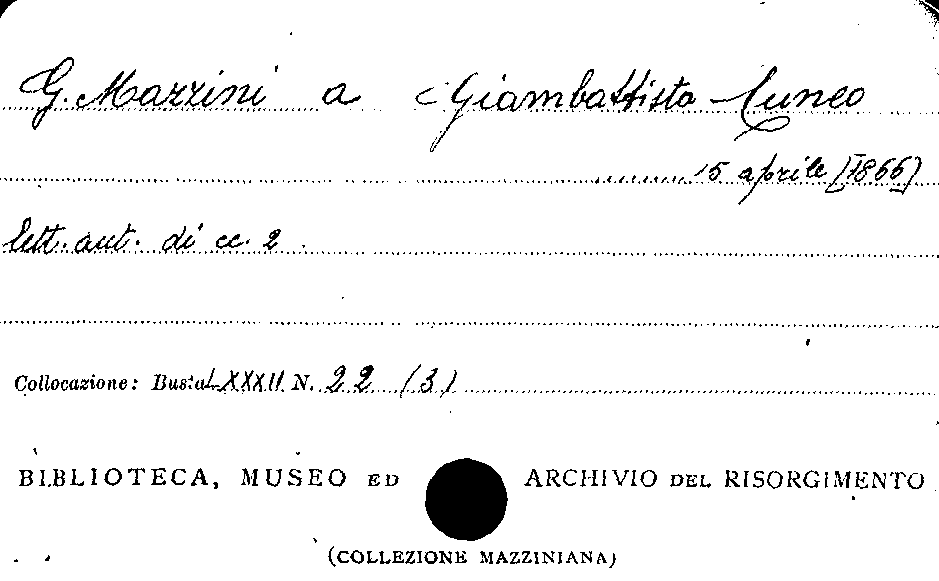 G. Mazzini a Giambattista Cuneo
15 aprile [1866]
lett. aut. di cc. 2.
Collocazione: Busta LXXXII N. 22 (3)
BIBLIOTECA, MUSEO ED ARCHIVIO DEL RISORGIMENTO
(COLLEZIONE MAZZINIANA)